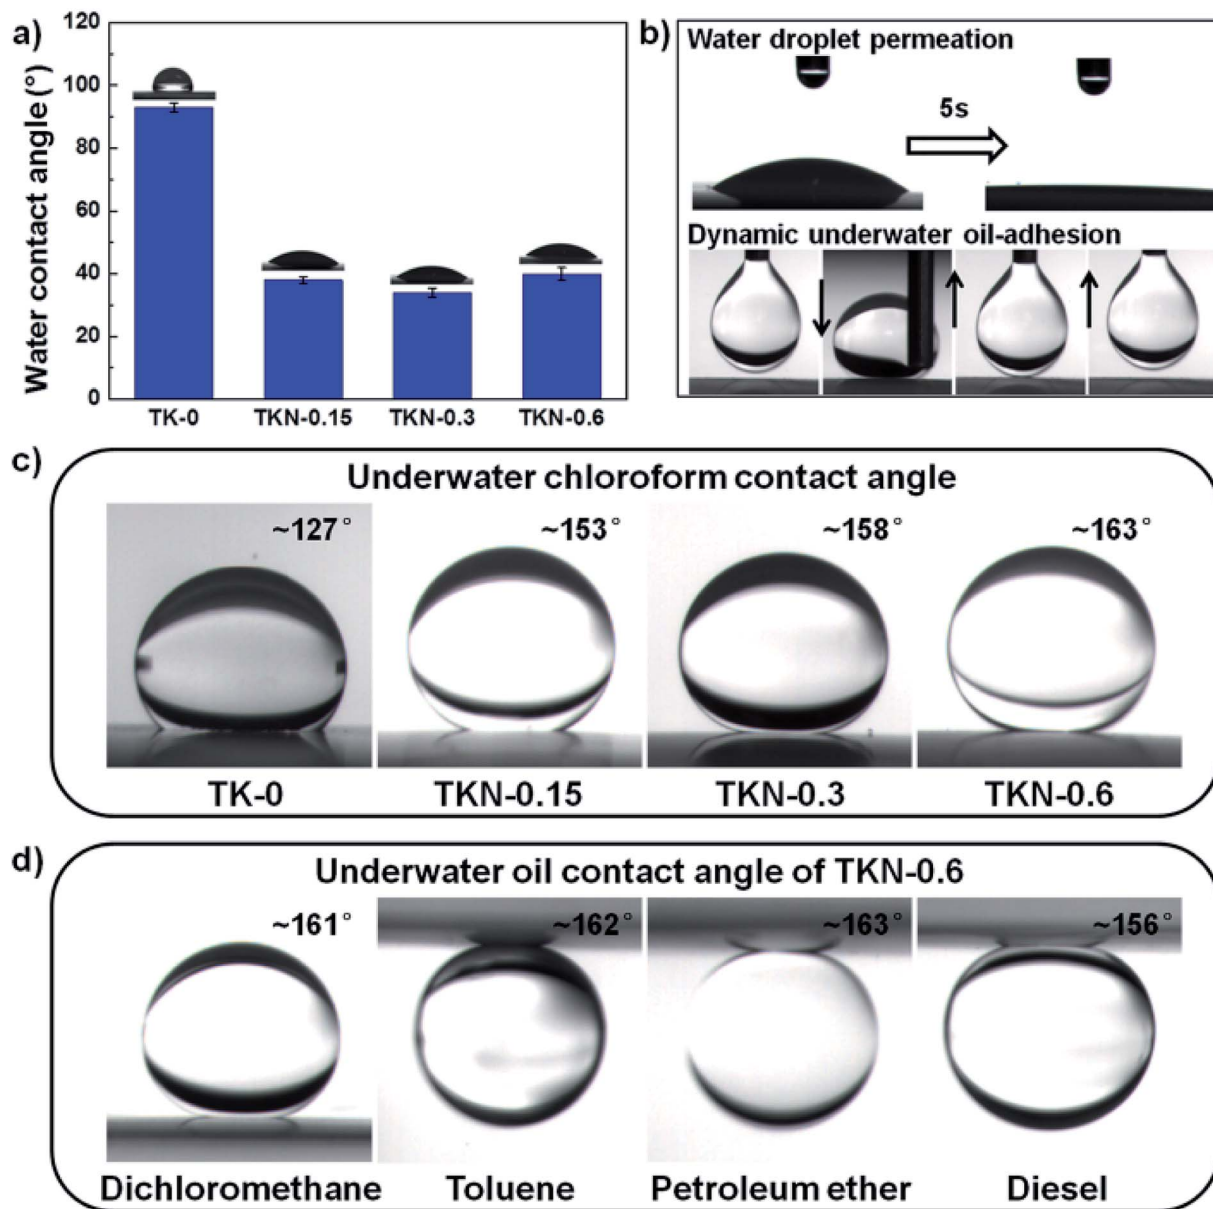 a)
Water contact angle (°)
120
100
80
60
40
20
0
TK-0
TKN-0.15
TKN-0.3
TKN-0.6
b)
Water droplet permeation
5s
Dynamic underwater oil-adhesion
c)
Underwater chloroform contact angle
~127°
~153°
~158°
~163°
TK-0
TKN-0.15
TKN-0.3
TKN-0.6
d)
Underwater oil contact angle of TKN-0.6
~161°
~162°
~163°
~156°
Dichloromethane
Toluene
Petroleum ether
Diesel